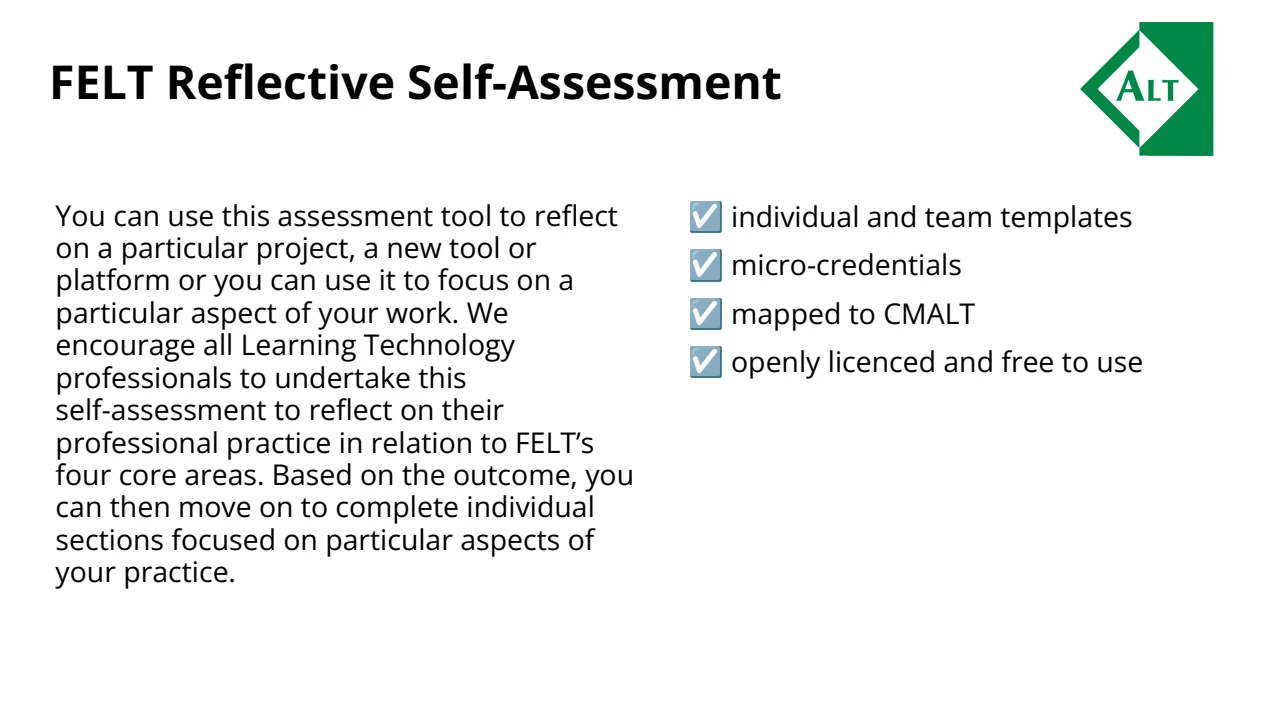 FELT Reflective Self-Assessment
ALT
You can use this assessment tool to reflect
on a particular project, a new tool or
platform or you can use it to focus on a
particular aspect of your work. We
encourage all Learning Technology
professionals to undertake this
self-assessment to reflect on their
professional practice in relation to FELT’s
four core areas. Based on the outcome, you
can then move on to complete individual
sections focused on particular aspects of
your practice.
☑️ individual and team templates
☑️ micro-credentials
☑️ mapped to CMALT
☑️ openly licenced and free to use